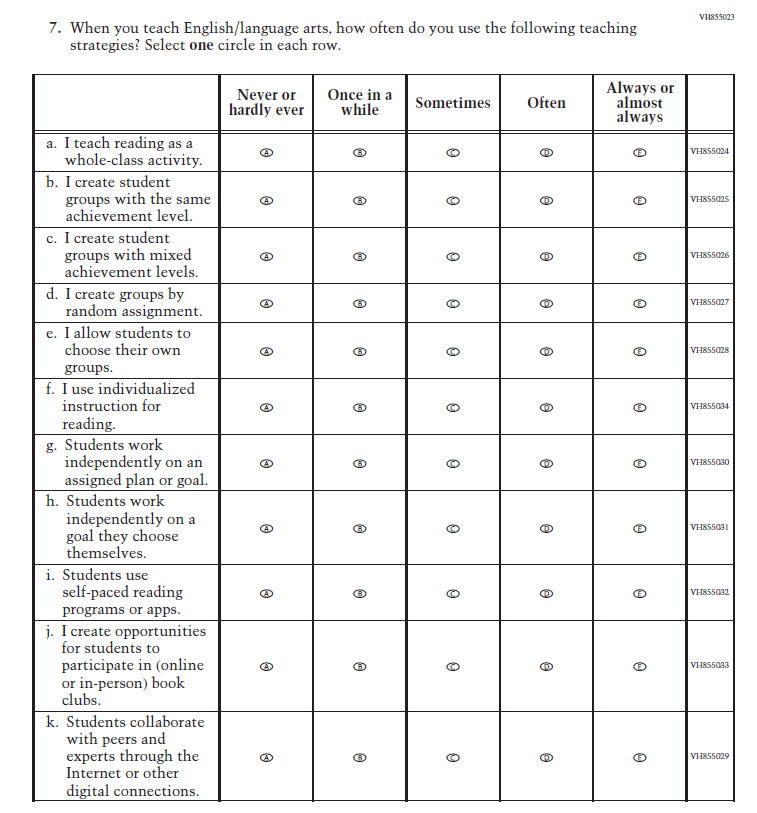 VH855023
7. When you teach English/language arts, how often do you use the following teaching
strategies? Select one circle in each row.
Never or
hardly ever
Once in a
while
Sometimes
Often
Always or
almost
always
a. I teach reading as a
whole-class activity.
A B C D E VH855024
b. I create student
groups with the same
achievement level.
A B C D E VH855025
c. I create student
groups with mixed
achievement levels.
A B C D E VH855026
d. I create groups by
random assignment.
A B C D E VH855027
e. I allow students to
choose their own
groups.
A B C D E VH855028
f. I use individualized
instruction for
reading.
A B C D E VH855034
g. Students work
independently on an
assigned plan or goal.
A B C D E VH855030
h. Students work
independently on a
goal they choose
themselves.
A B C D E VH855031
i. Students use
self-paced reading
programs or apps.
A B C D E VH855032
j. I create opportunities
for students to
participate in (online
or in-person) book
clubs.
A B C D E VH855033
k. Students collaborate
with peers and
experts through the
Internet or other
digital connections.
A B C D E VH855029